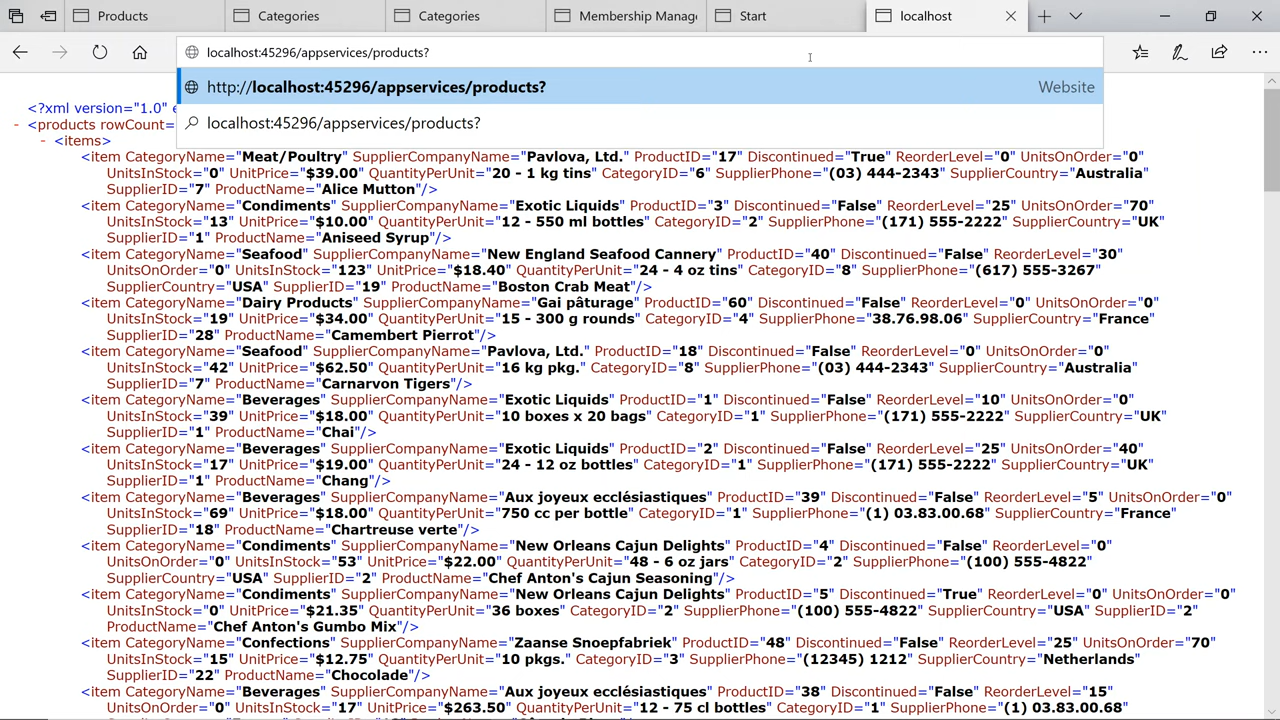 Products
Categories
Categories
Membership Manag
Start
localhost
localhost:45296/appservices/products?
http://localhost:45296/appservices/products?
Website
localhost:45296/appservices/products?
<?xml version="1.0" e
- <products rowCount=
- <items>
<item CategoryName="Meat/Poultry" SupplierCompanyName="Pavlova, Ltd." ProductID="17" Discontinued="True" ReorderLevel="0" UnitsOnOrder="0"
UnitsInStock="0" UnitPrice="$39.00" QuantityPerUnit="20 - 1 kg tins" CategoryID="6" SupplierPhone="(03) 444-2343" SupplierCountry="Australia"
SupplierID="7" ProductName="Alice Mutton"/>
<item CategoryName="Condiments" SupplierCompanyName="Exotic Liquids" ProductID="3" Discontinued="False" ReorderLevel="25" UnitsOnOrder="70"
UnitsInStock="13" UnitPrice="$10.00" QuantityPerUnit="12 - 550 ml bottles" CategoryID="2" SupplierPhone="(171) 555-2222" SupplierCountry="UK"
SupplierID="1" ProductName="Aniseed Syrup"/>
<item CategoryName="Seafood" SupplierCompanyName="New England Seafood Cannery" ProductID="40" Discontinued="False" ReorderLevel="30"
UnitsOnOrder="0" UnitsInStock="123" UnitPrice="$18.40" QuantityPerUnit="24 - 4 oz tins" CategoryID="8" SupplierPhone="(617) 555-3267"
SupplierCountry="USA" SupplierID="19" ProductName="Boston Crab Meat"/>
<item CategoryName="Dairy Products" SupplierCompanyName="Gai pâturage" ProductID="60" Discontinued="False" ReorderLevel="0" UnitsOnOrder="0"
UnitsInStock="19" UnitPrice="$34.00" QuantityPerUnit="15 - 300 g rounds" CategoryID="4" SupplierPhone="38.76.98.06" SupplierCountry="France"
SupplierID="28" ProductName="Camembert Pierrot"/>
<item CategoryName="Seafood" SupplierCompanyName="Pavlova, Ltd." ProductID="18" Discontinued="False" ReorderLevel="0" UnitsOnOrder="0"
UnitsInStock="42" UnitPrice="$62.50" QuantityPerUnit="16 kg pkg." CategoryID="8" SupplierPhone="(03) 444-2343" SupplierCountry="Australia"
SupplierID="7" ProductName="Carnarvon Tigers"/>
<item CategoryName="Beverages" SupplierCompanyName="Exotic Liquids" ProductID="1" Discontinued="False" ReorderLevel="10" UnitsOnOrder="0"
UnitsInStock="39" UnitPrice="$18.00" QuantityPerUnit="10 boxes x 20 bags" CategoryID="1" SupplierPhone="(171) 555-2222" SupplierCountry="UK"
SupplierID="1" ProductName="Chai"/>
<item CategoryName="Beverages" SupplierCompanyName="Exotic Liquids" ProductID="2" Discontinued="False" ReorderLevel="25" UnitsOnOrder="40"
UnitsInStock="17" UnitPrice="$19.00" QuantityPerUnit="24 - 12 oz bottles" CategoryID="1" SupplierPhone="(171) 555-2222" SupplierCountry="UK"
SupplierID="1" ProductName="Chang"/>
<item CategoryName="Beverages" SupplierCompanyName="Aux joyeux ecclésiastiques" ProductID="39" Discontinued="False" ReorderLevel="5" UnitsOnOrder="0"
UnitsInStock="69" UnitPrice="$18.00" QuantityPerUnit="750 cc per bottle" CategoryID="1" SupplierPhone="(1) 03.83.00.68" SupplierCountry="France"
SupplierID="18" ProductName="Chartreuse verte"/>
<item CategoryName="Condiments" SupplierCompanyName="New Orleans Cajun Delights" ProductID="4" Discontinued="False" ReorderLevel="0"
UnitsOnOrder="0" UnitsInStock="53" UnitPrice="$22.00" QuantityPerUnit="48 - 6 oz jars" CategoryID="2" SupplierPhone="(100) 555-4822"
SupplierCountry="USA" SupplierID="2" ProductName="Chef Anton's Cajun Seasoning"/>
<item CategoryName="Condiments" SupplierCompanyName="New Orleans Cajun Delights" ProductID="5" Discontinued="True" ReorderLevel="0" UnitsOnOrder="0"
UnitsInStock="0" UnitPrice="$21.35" QuantityPerUnit="36 boxes" CategoryID="2" SupplierPhone="(100) 555-4822" SupplierCountry="USA" SupplierID="2"
ProductName="Chef Anton's Gumbo Mix"/>
<item CategoryName="Confections" SupplierCompanyName="Zaanse Snoepfabriek" ProductID="48" Discontinued="False" ReorderLevel="25" UnitsOnOrder="70"
UnitsInStock="15" UnitPrice="$12.75" QuantityPerUnit="10 pkgs." CategoryID="3" SupplierPhone="(12345) 1212" SupplierCountry="Netherlands"
SupplierID="22" ProductName="Chocolade"/>
<item CategoryName="Beverages" SupplierCompanyName="Aux joyeux ecclésiastiques" ProductID="38" Discontinued="False" ReorderLevel="15"
UnitsOnOrder="0" UnitsInStock="17" UnitPrice="$263.50" QuantityPerUnit="12 - 75 cl bottles" CategoryID="1" SupplierPhone="(1) 03.83.00.68"